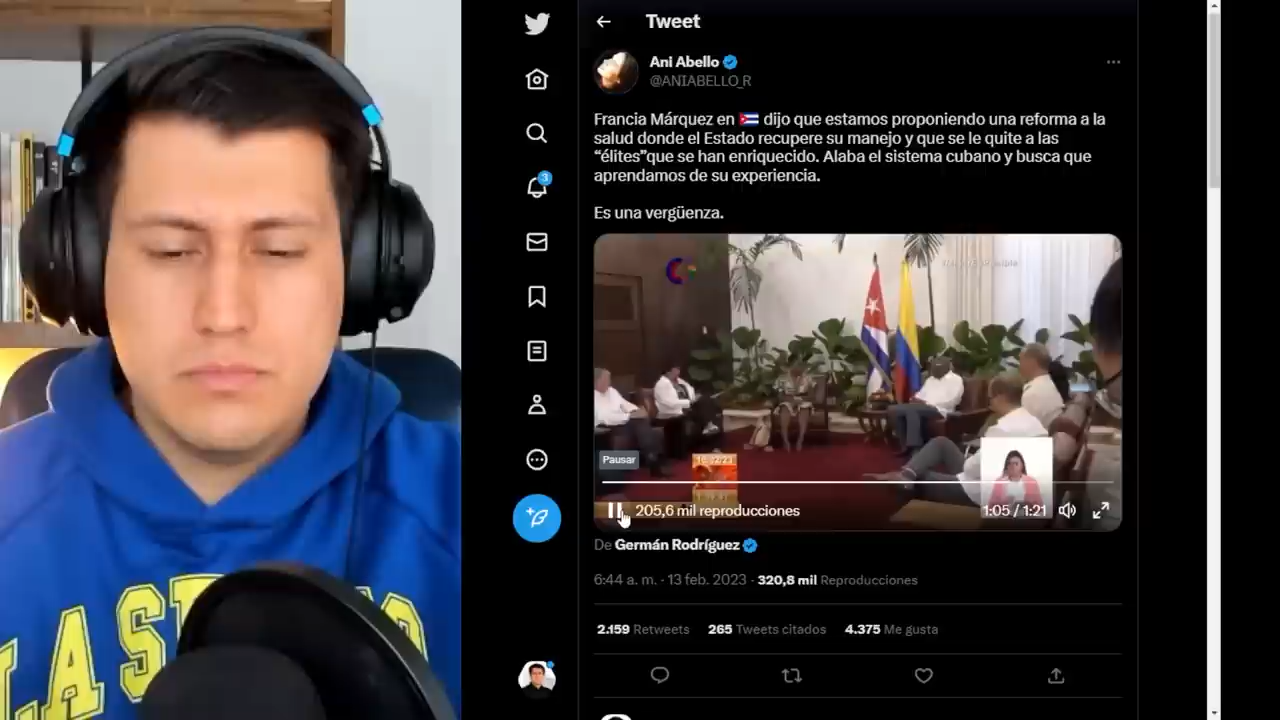 Tweet
Ani Abello
@ANIABELLO_R
Francia Márquez en 🇨🇺 dijo que estamos proponiendo una reforma a la
salud donde el Estado recupere su manejo y que se le quite a las
“élites”que se han enriquecido. Alaba el sistema cubano y busca que
aprendamos de su experiencia.
Es una vergüenza.
Pausar
205,6 mil reproducciones
1:05 / 1:21
De Germán Rodríguez
6:44 a. m. · 13 feb. 2023 · 320,8 mil Reproducciones
2.159 Retweets 265 Tweets citados 4.375 Me gusta
3